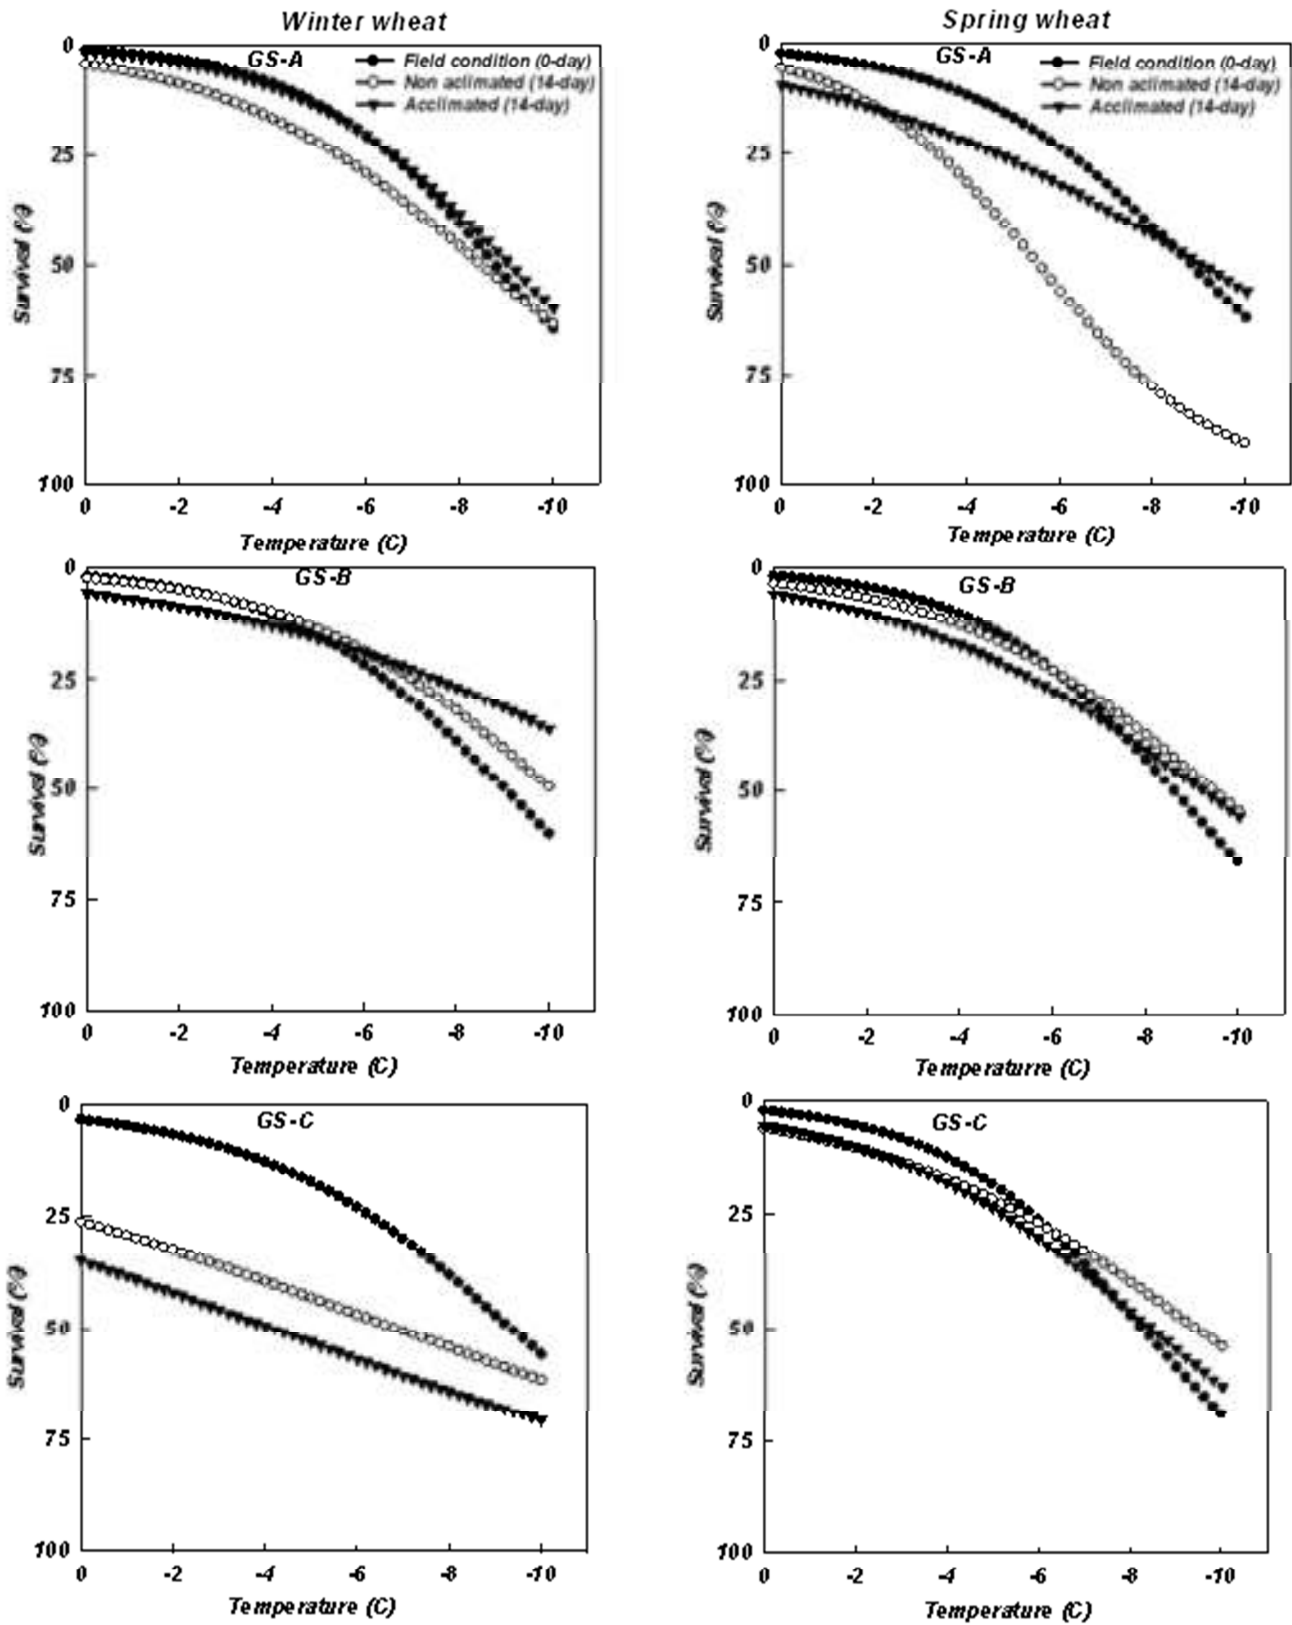 Winter wheat
GS-A
Field condition (0-day)
Non aclimated (14-day)
Acclimated (14-day)
0
25
50
75
100
Survival (%)
0 -2 -4 -6 -8 -10
Temperature (C)
Spring wheat
GS-A
Field condition (0-day)
Non aclimated (14-day)
Acclimated (14-day)
0
25
50
75
100
Survival (%)
0 -2 -4 -6 -8 -10
Temperature (C)
GS-B
0
25
50
75
100
Survival (%)
0 -2 -4 -6 -8 -10
Temperature (C)
GS-B
0
25
50
75
100
Survival (%)
0 -2 -4 -6 -8 -10
Temperaturre (C)
GS-C
0
25
50
75
100
Survival (%)
0 -2 -4 -6 -8 -10
Temperature (C)
GS-C
0
25
50
75
100
Survival (%)
0 -2 -4 -6 -8 -10
Temperature (C)